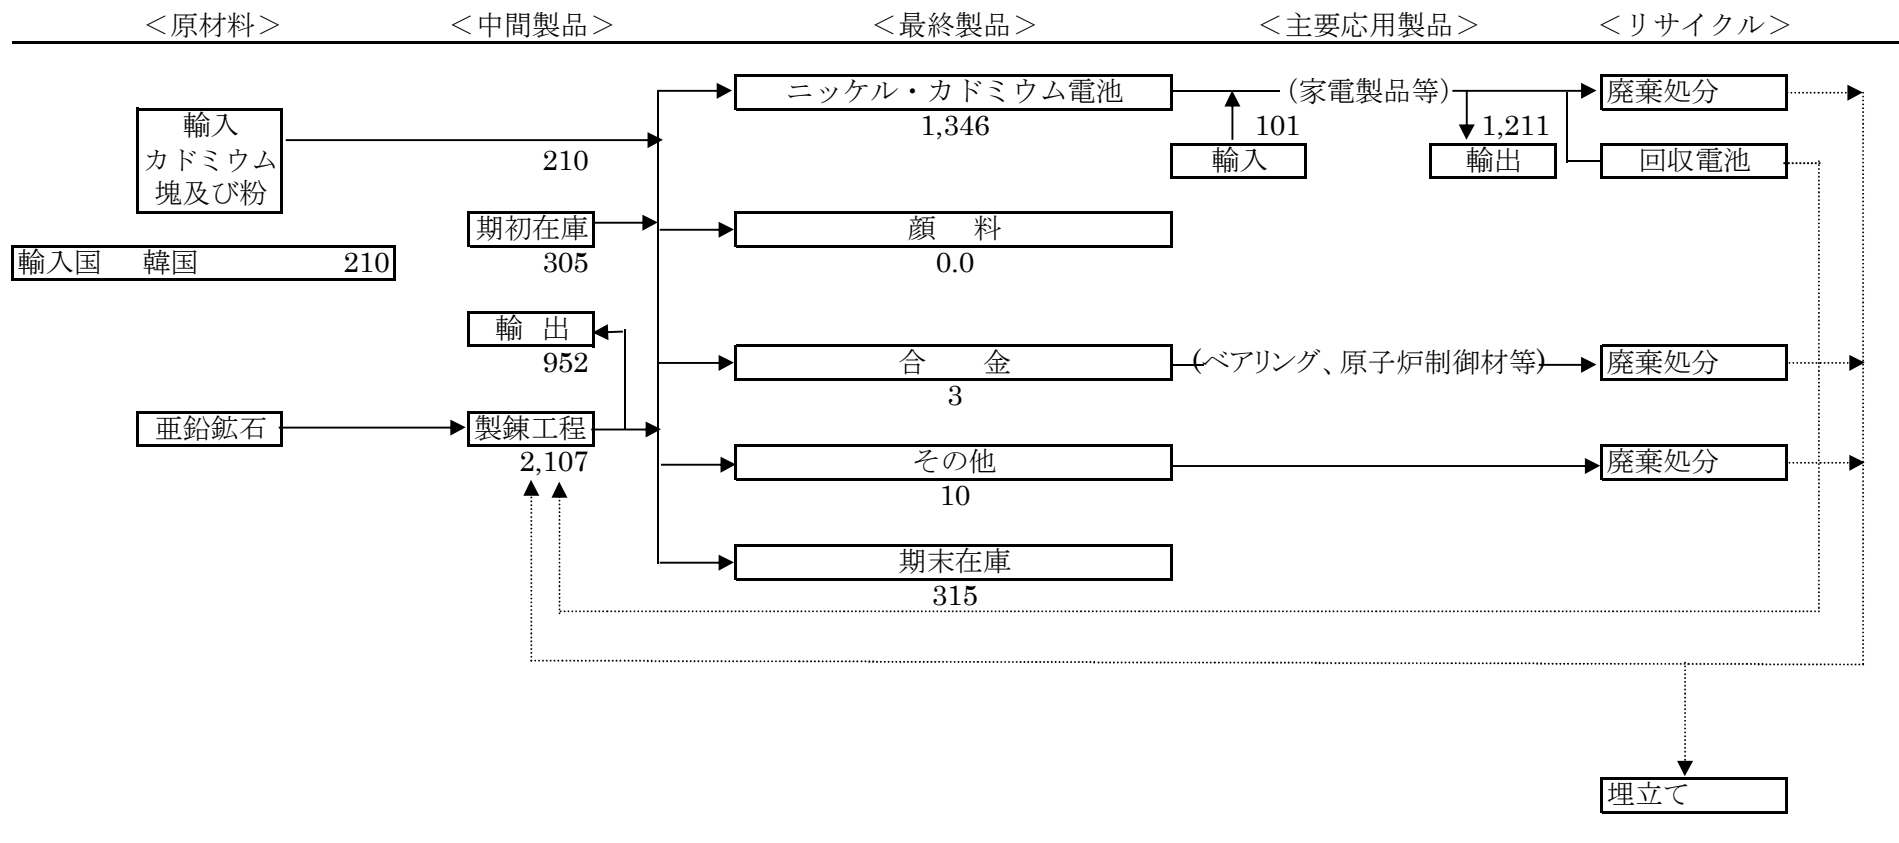 ＜原材料＞ ＜中間製品＞ ＜最終製品＞ ＜主要応用製品＞ ＜リサイクル＞
輸入
カドミウム
塊及び粉
210
輸入国 韓国 210
期初在庫
305
輸 出
952
亜鉛鉱石
製錬工程
2,107
ニッケル・カドミウム電池
1,346
(家電製品等)
廃棄処分
101
輸入
1,211
輸出
回収電池
顔 料
0.0
合 金
3
(ベアリング、原子炉制御材等)
廃棄処分
その他
10
廃棄処分
期末在庫
315
埋立て